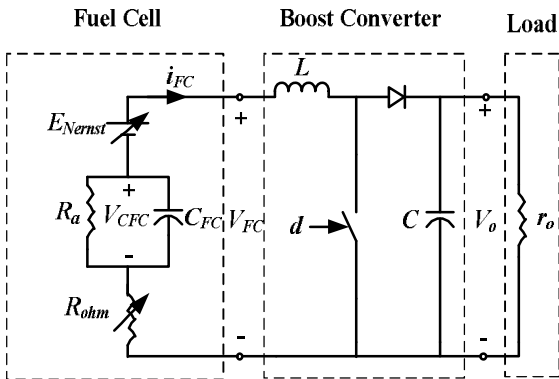 Fuel Cell
Boost Converter
Load
i_FC
L
E_Nernst
+
+
+
R_a
V_CFC
C_FC
V_FC
d
C
V_o
r_o
-
R_ohm
-
-